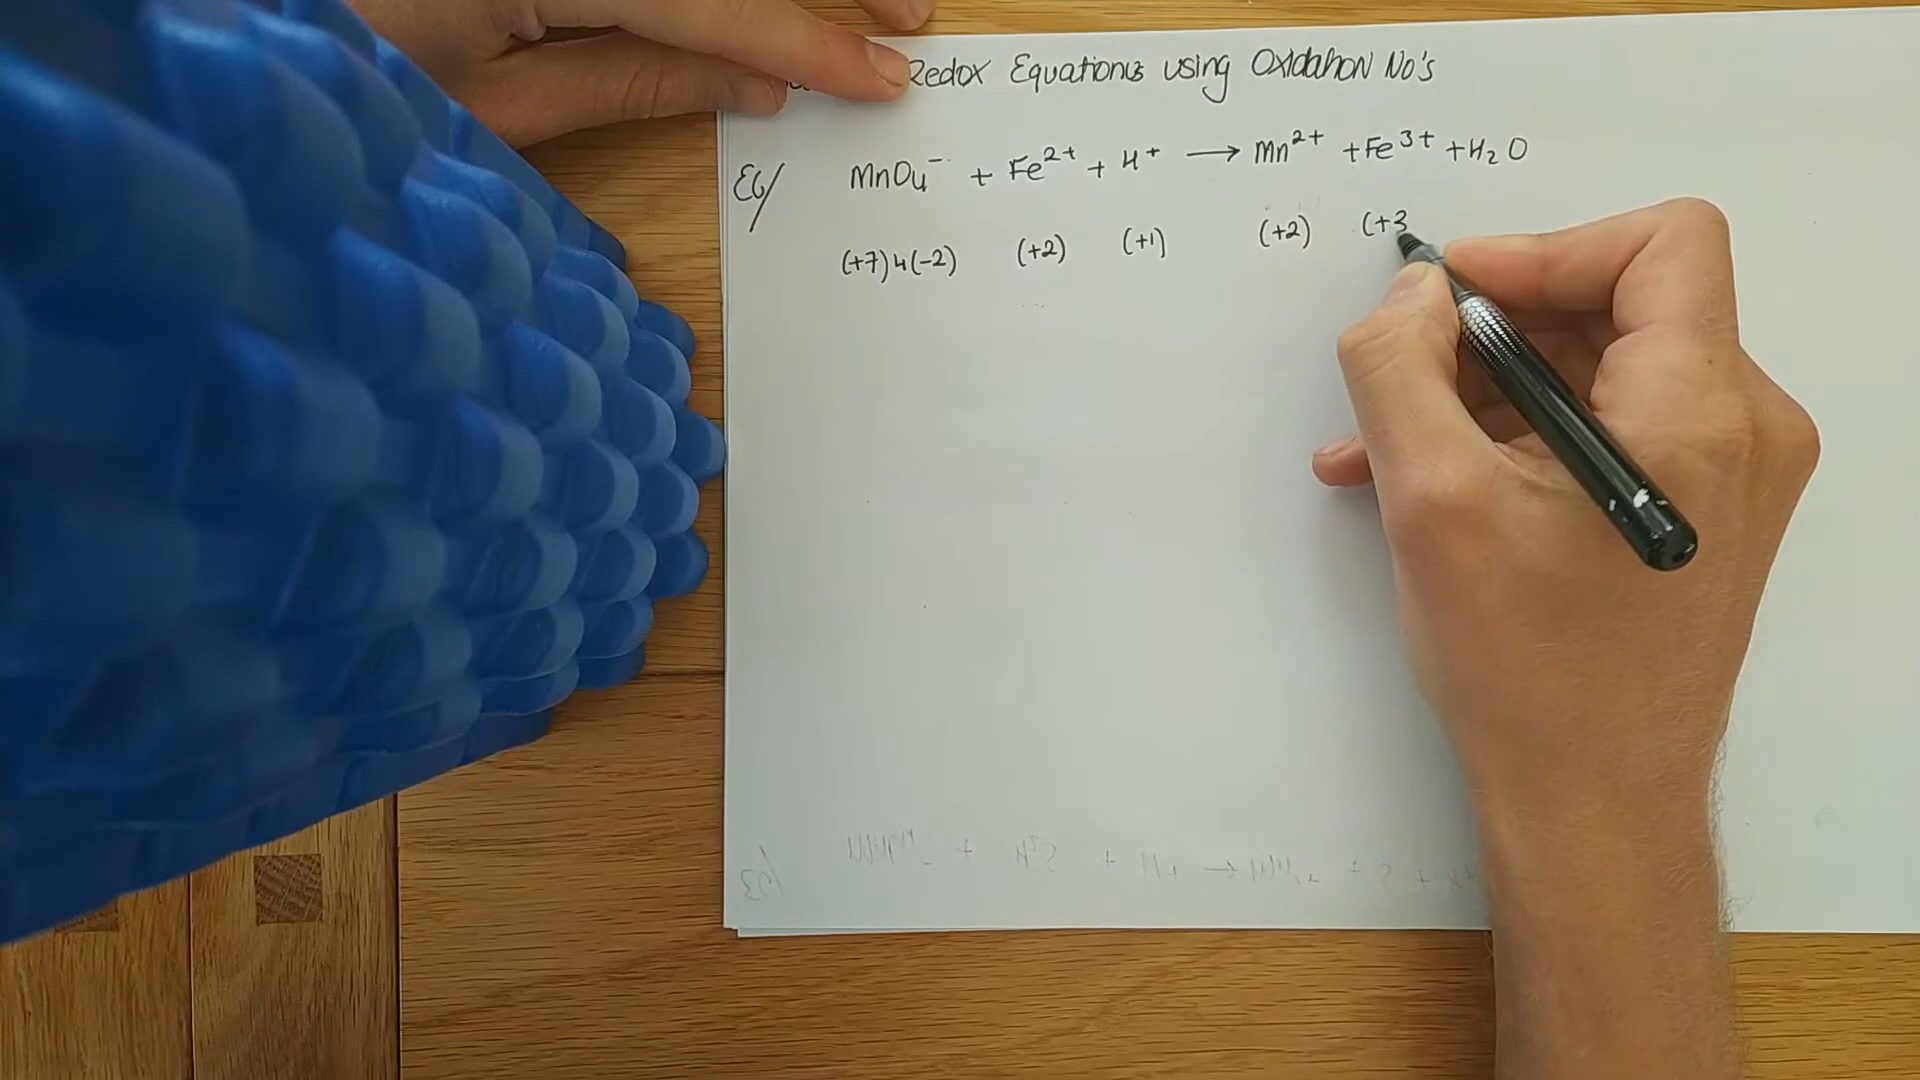 Redox Equations using Oxidation No's
EG/ MnO₄⁻ + Fe²⁺ + H⁺ → Mn²⁺ + Fe³⁺ + H₂O
(+7) 4(-2) (+2) (+1) (+2) (+3